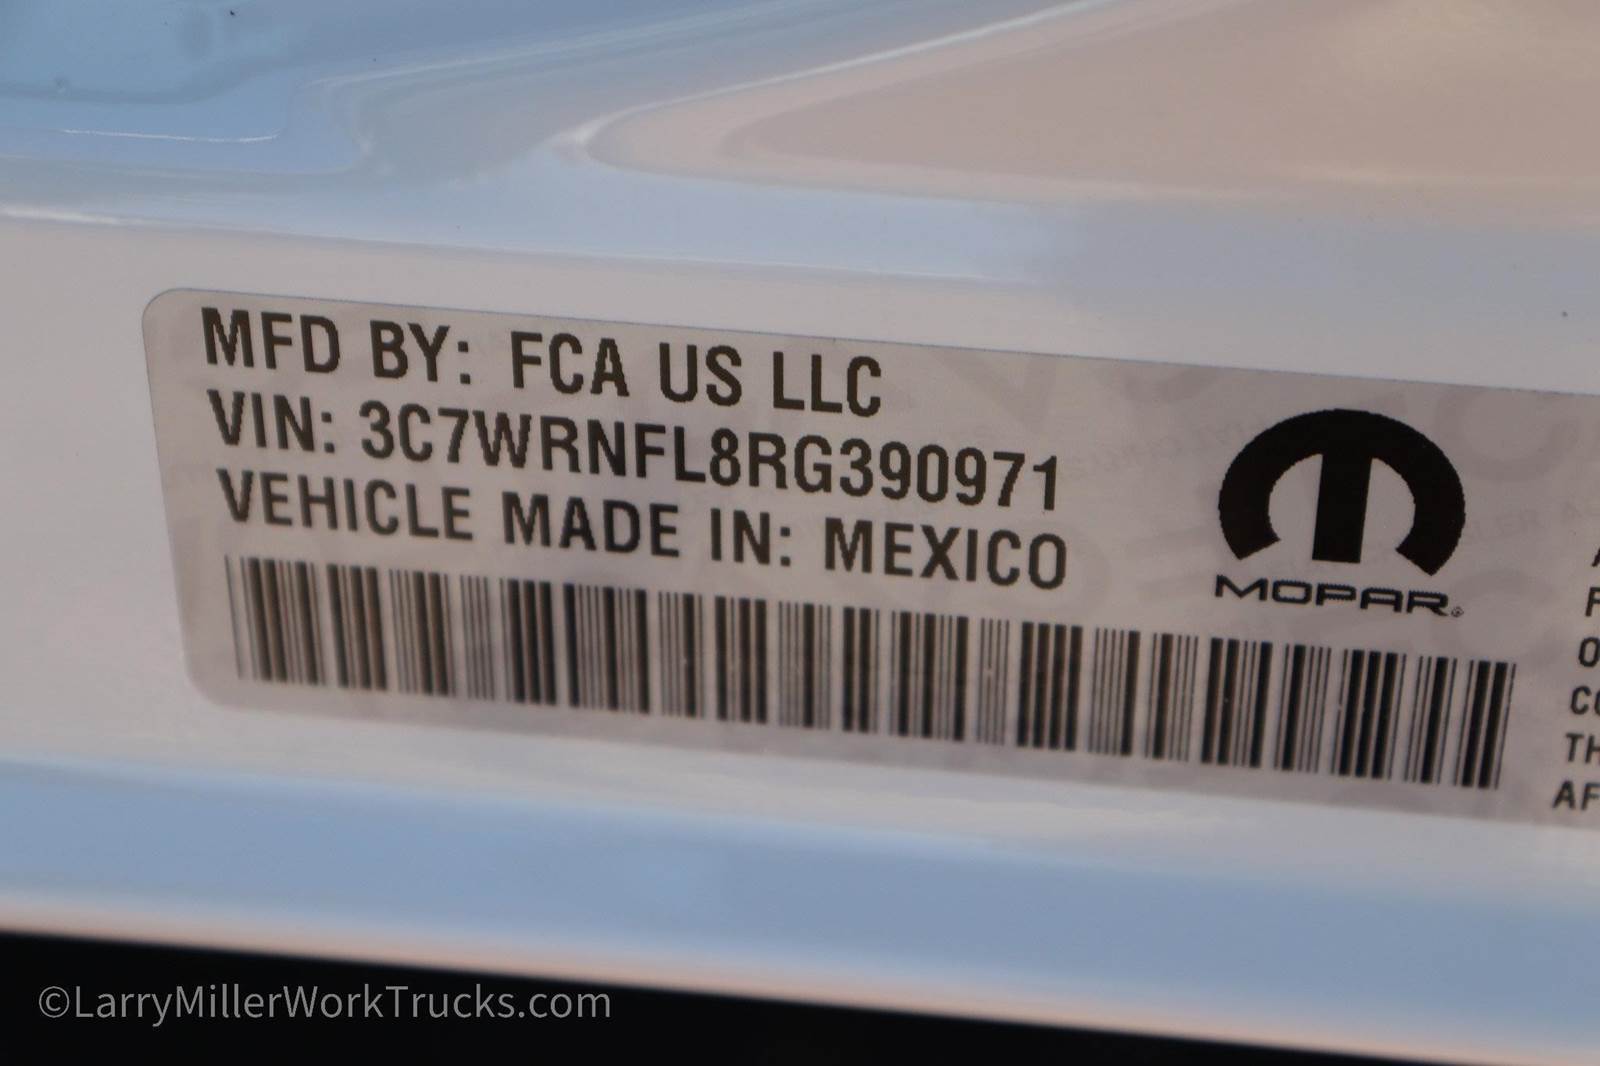 MFD BY: FCA US LLC
VIN: 3C7WRNFL8RG390971
VEHICLE MADE IN: MEXICO
MOPAR®
©LarryMillerWorkTrucks.com